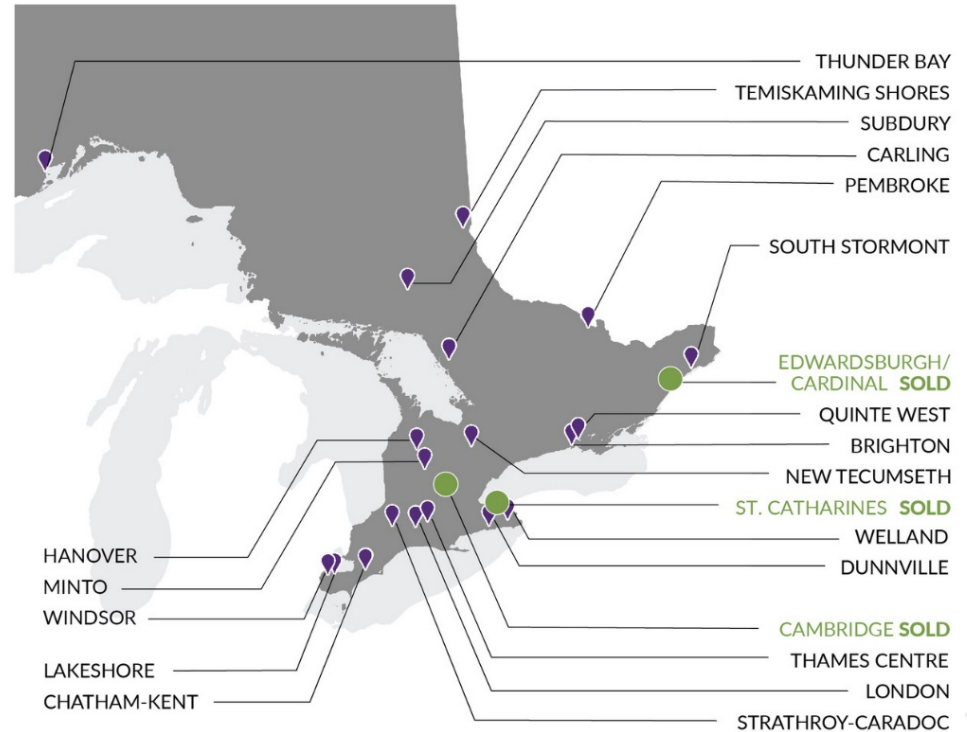 THUNDER BAY
TEMISKAMING SHORES
SUBDURY
CARLING
PEMBROKE
SOUTH STORMONT
EDWARDSBURGH/
CARDINAL SOLD
QUINTE WEST
BRIGHTON
NEW TECUMSETH
ST. CATHARINES SOLD
WELLAND
DUNNVILLE
CAMBRIDGE SOLD
THAMES CENTRE
LONDON
STRATHROY-CARADOC
HANOVER
MINTO
WINDSOR
LAKESHORE
CHATHAM-KENT